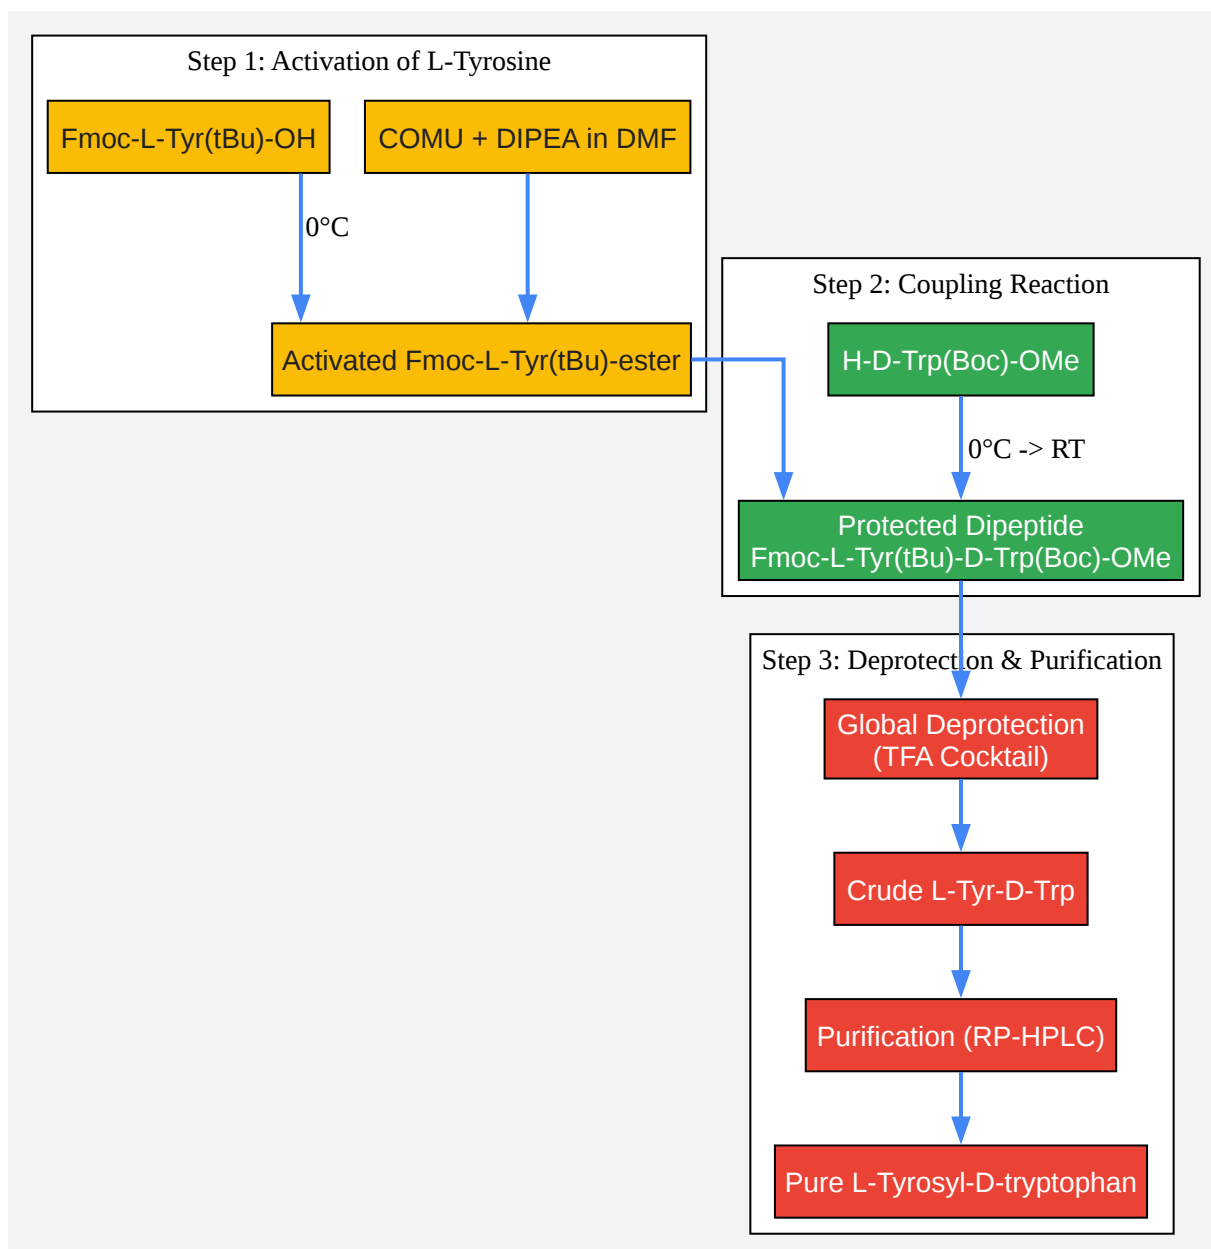 Step 1: Activation of L-Tyrosine
Fmoc-L-Tyr(tBu)-OH
COMU + DIPEA in DMF
0°C
Activated Fmoc-L-Tyr(tBu)-ester
Step 2: Coupling Reaction
H-D-Trp(Boc)-OMe
0°C -> RT
Protected Dipeptide
Fmoc-L-Tyr(tBu)-D-Trp(Boc)-OMe
Step 3: Deprotection & Purification
Global Deprotection
(TFA Cocktail)
Crude L-Tyr-D-Trp
Purification (RP-HPLC)
Pure L-Tyrosyl-D-tryptophan